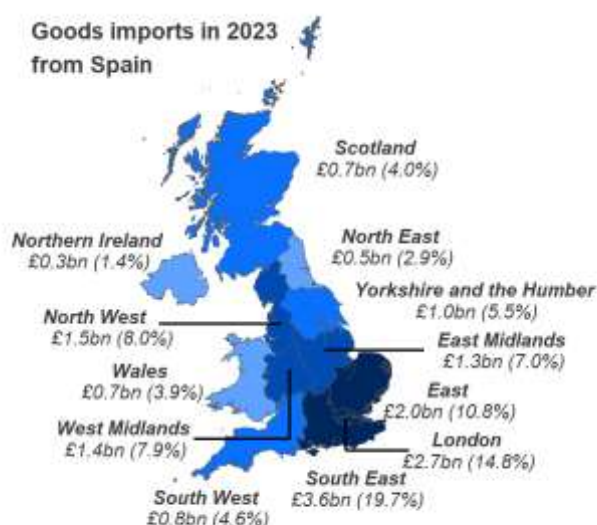 Goods imports in 2023
from Spain
Scotland
£0.7bn (4.0%)
Northern Ireland
£0.3bn (1.4%)
North East
£0.5bn (2.9%)
Yorkshire and the Humber
£1.0bn (5.5%)
North West
£1.5bn (8.0%)
East Midlands
£1.3bn (7.0%)
Wales
£0.7bn (3.9%)
East
£2.0bn (10.8%)
West Midlands
£1.4bn (7.9%)
London
£2.7bn (14.8%)
South East
£3.6bn (19.7%)
South West
£0.8bn (4.6%)